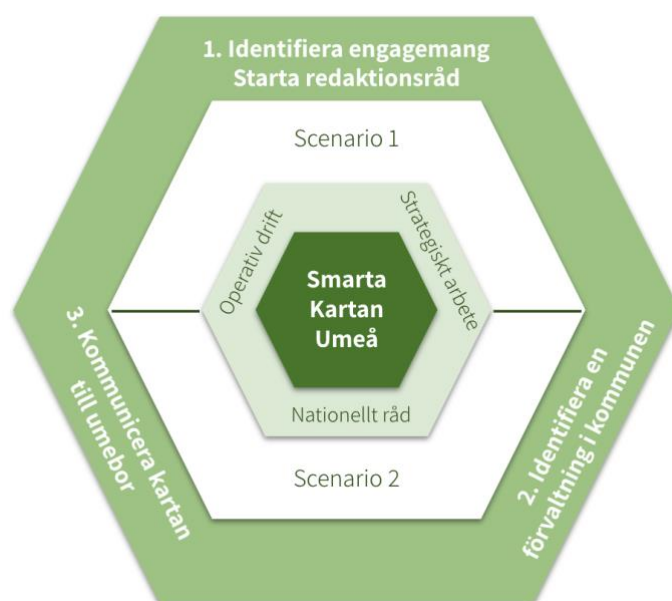 1. Identifiera engagemang
Starta redaktionsråd
Scenario 1
Operativ drift
Strategiskt arbete
Smarta
Kartan
Umeå
Nationellt råd
Scenario 2
2. Identifiera en
förvaltning i kommunen
3. Kommunicera kartan
till umebor